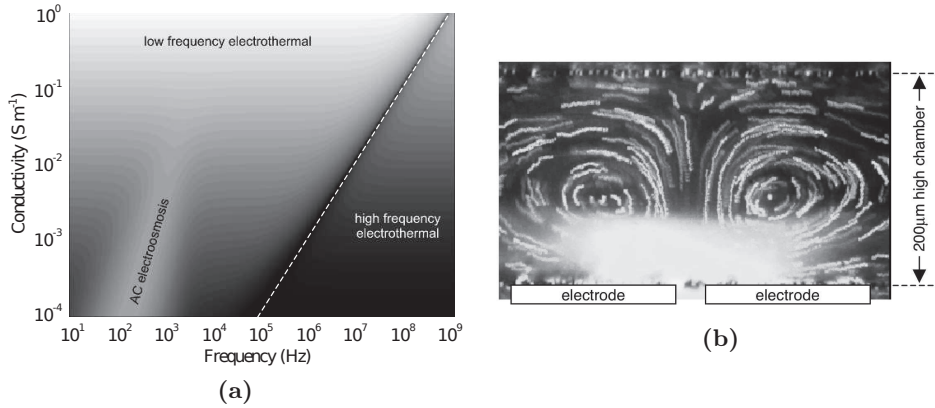 10⁰
10⁻¹
10⁻²
10⁻³
10⁻⁴
Conductivity (S m⁻¹)
low frequency electrothermal
AC electroosmosis
high frequency
electrothermal
10¹ 10² 10³ 10⁴ 10⁵ 10⁶ 10⁷ 10⁸ 10⁹
Frequency (Hz)
(a)
200μm high chamber
electrode electrode
(b)